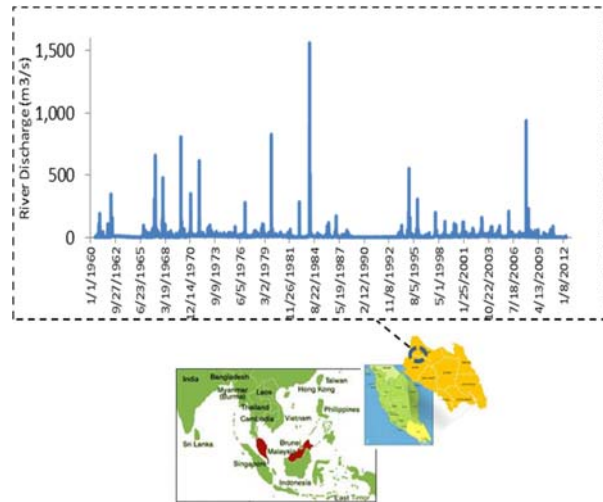 River Discharge (m3/s)
1,500
1,000
500
0
1/1/1960
9/27/1962
6/23/1965
3/19/1968
12/14/1970
9/9/1973
6/5/1976
3/2/1979
11/26/1981
8/22/1984
5/19/1987
2/12/1990
11/8/1992
8/5/1995
5/1/1998
1/25/2001
10/22/2003
7/18/2006
4/13/2009
1/8/2012
India
Bangladesh
Myanmar
(Burma)
Laos
Taiwan
Hong Kong
Thailand
Cambodia
Vietnam
Philippines
Sri Lanka
Brunei
Malaysia
Singapore
Indonesia
East Timor